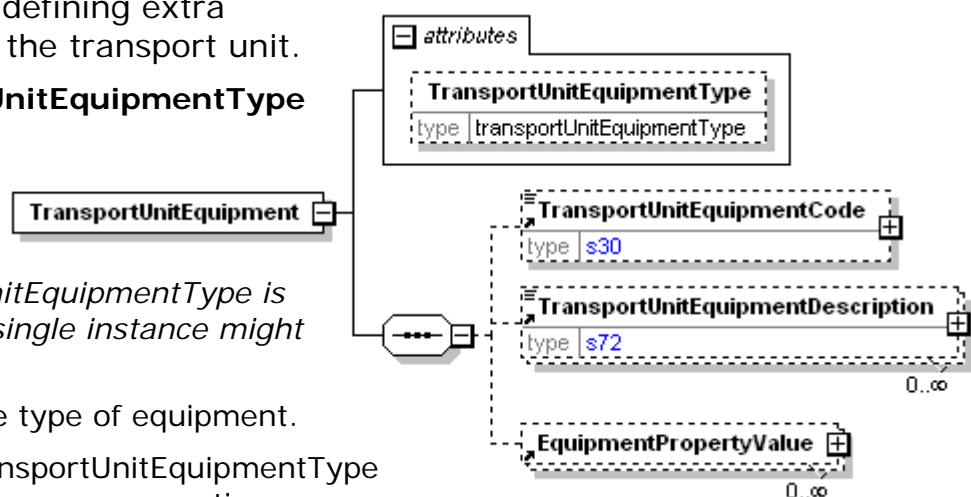 defining extra
the transport unit.
UnitEquipmentType
nitEquipmentType is
single instance might
e type of equipment.
nsportUnitEquipmentType
attributes
TransportUnitEquipmentType
type transportUnitEquipmentType
TransportUnitEquipment
TransportUnitEquipmentCode
type s30
TransportUnitEquipmentDescription
type s72
0..∞
EquipmentPropertyValue
0..∞